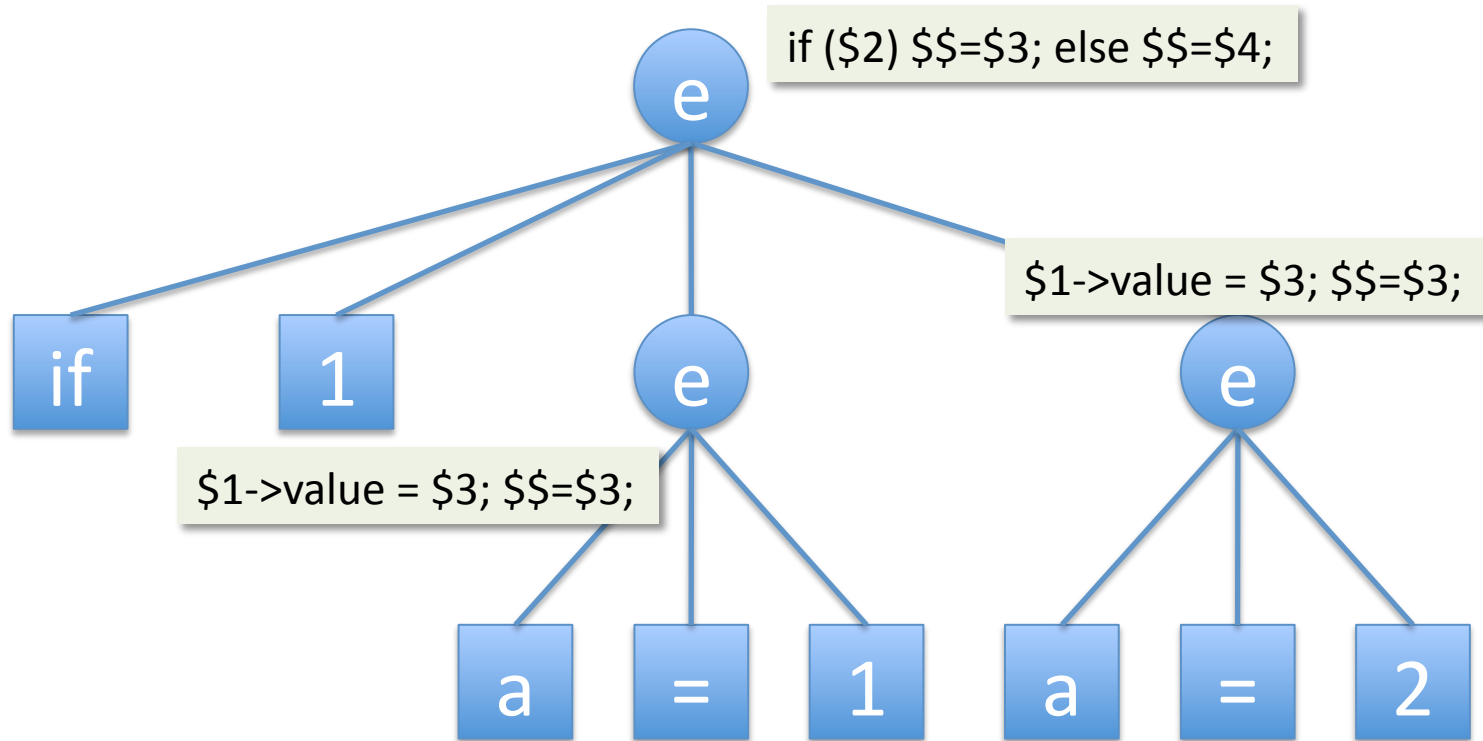 if ($2) $$=$3; else $$=$4;
e
$1->value = $3; $$=$3;
if
1
e
e
$1->value = $3; $$=$3;
a
=
1
a
=
2